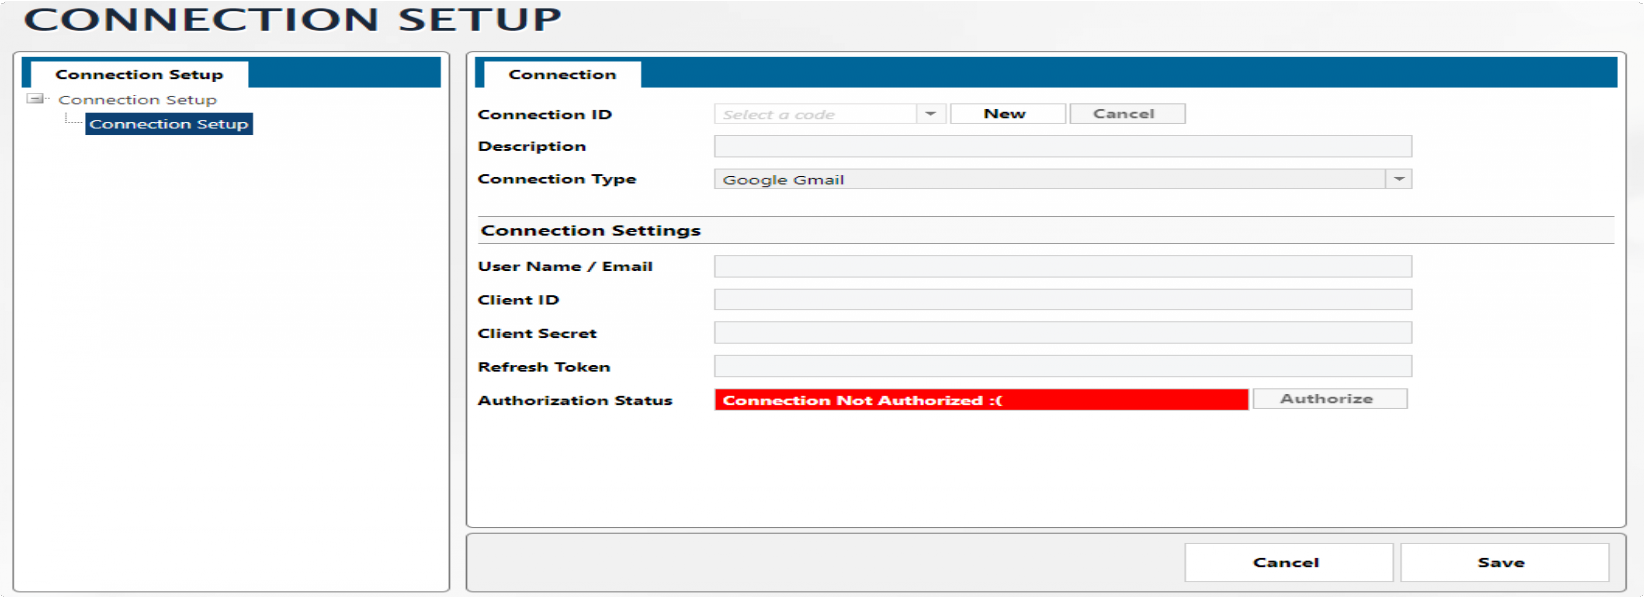 CONNECTION SETUP
Connection Setup
Connection Setup
Connection Setup
Connection
Connection ID Select a code New Cancel
Description
Connection Type Google Gmail
Connection Settings
User Name / Email
Client ID
Client Secret
Refresh Token
Authorization Status Connection Not Authorized :( Authorize
Cancel Save